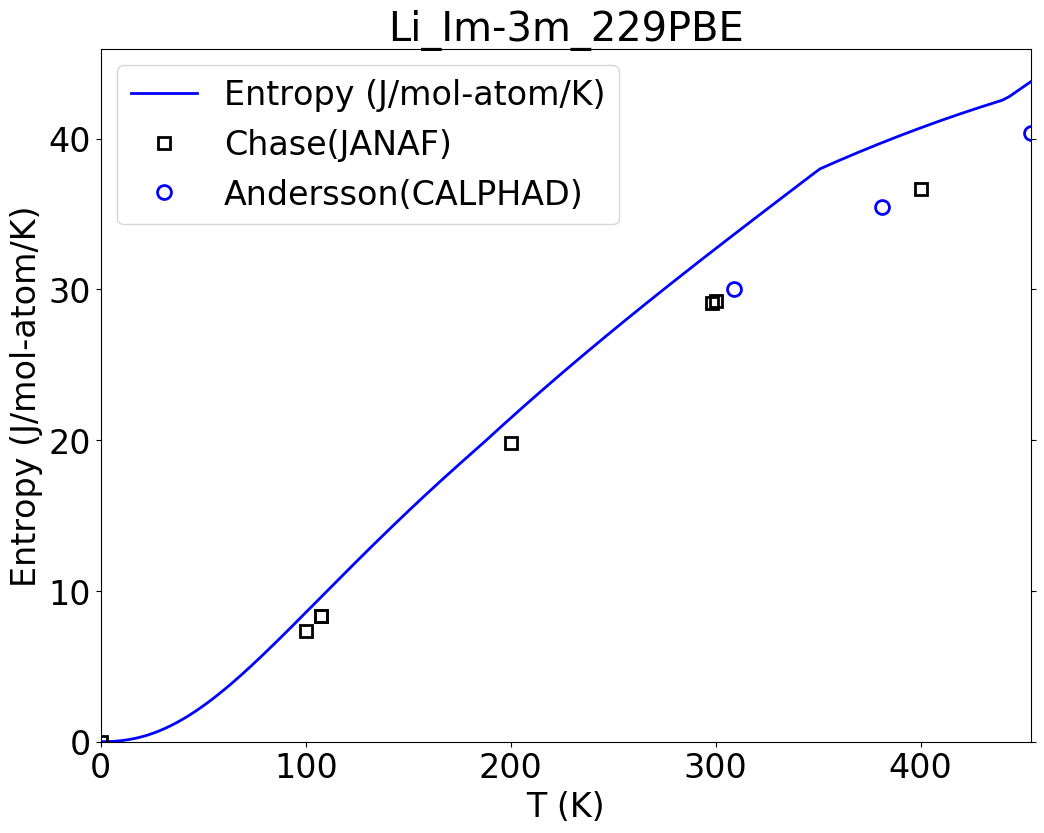 Li_Im-3m_229PBE
Entropy (J/mol-atom/K)
Chase(JANAF)
Andersson(CALPHAD)
Entropy (J/mol-atom/K)
40
30
20
10
0
0 100 200 300 400
T (K)